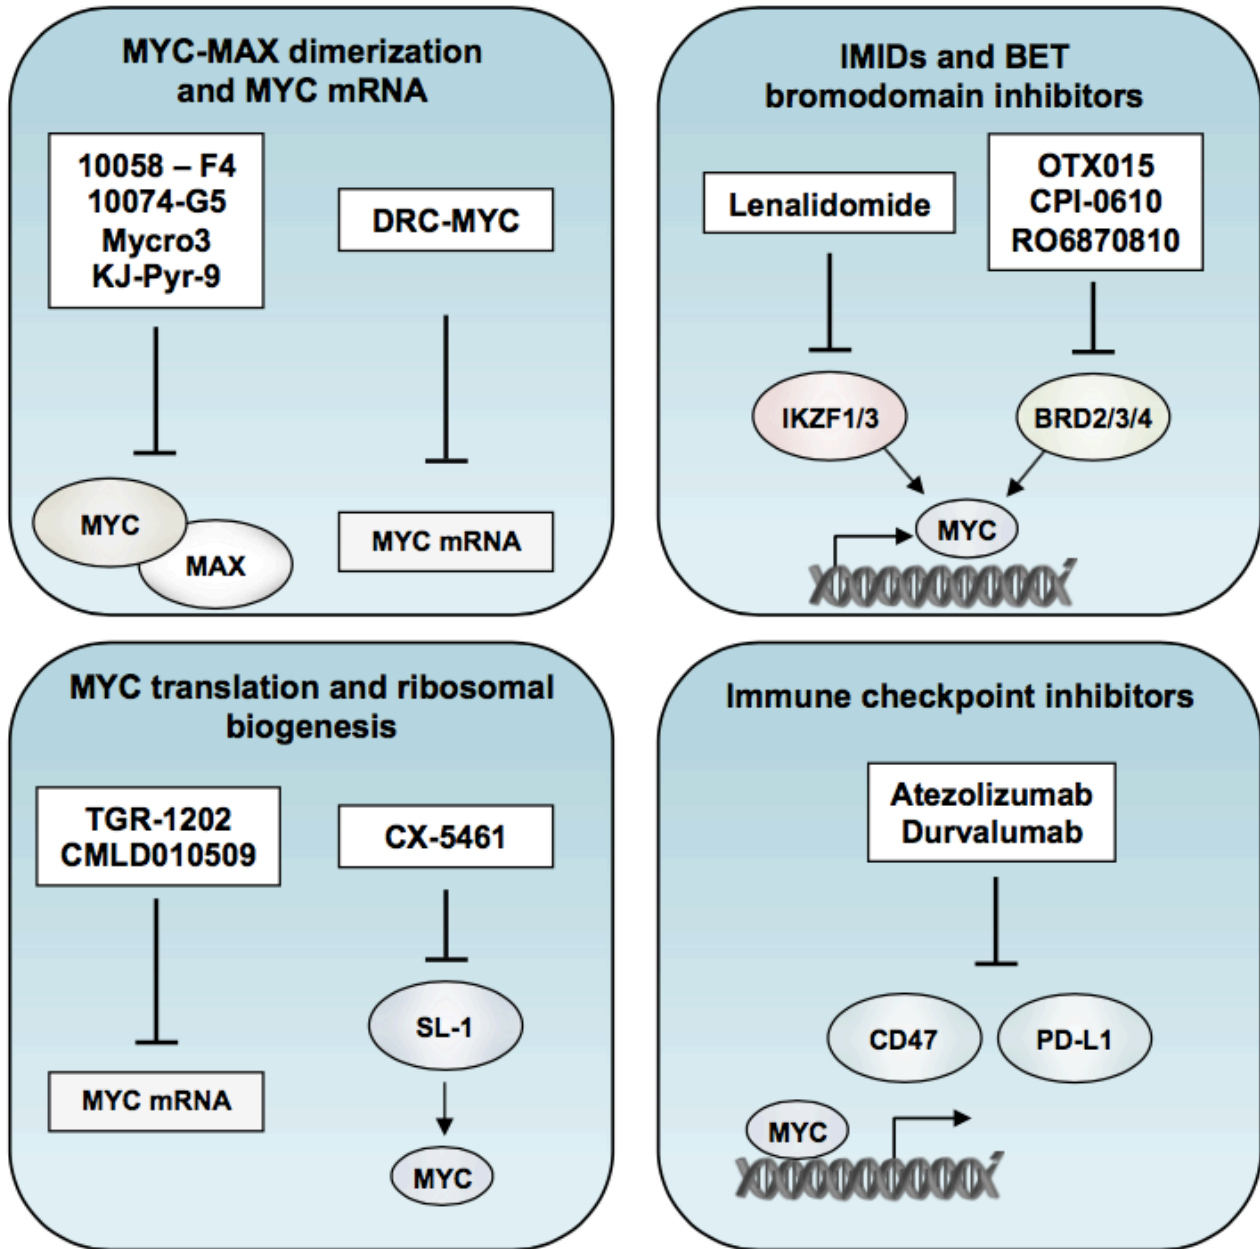 MYC-MAX dimerization
and MYC mRNA
10058 – F4
10074-G5
Mycro3
KJ-Pyr-9
DRC-MYC
MYC
MAX
MYC mRNA
IMIDs and BET
bromodomain inhibitors
Lenalidomide
OTX015
CPI-0610
RO6870810
IKZF1/3
BRD2/3/4
MYC
MYC translation and ribosomal
biogenesis
TGR-1202
CMLD010509
CX-5461
SL-1
MYC mRNA
MYC
Immune checkpoint inhibitors
Atezolizumab
Durvalumab
CD47
PD-L1
MYC